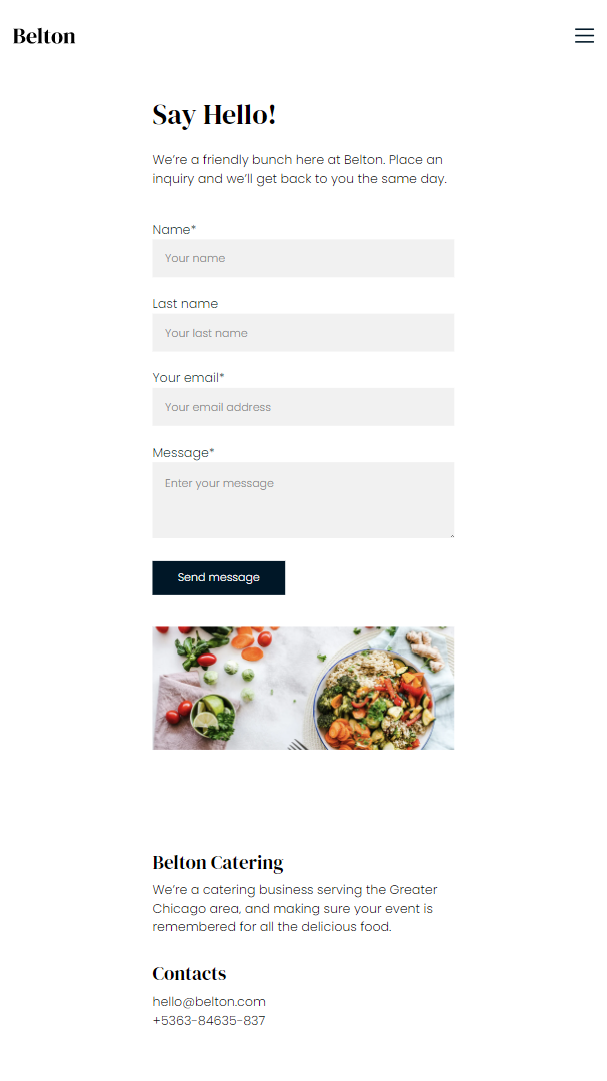 Belton
Say Hello!
We’re a friendly bunch here at Belton. Place an
inquiry and we’ll get back to you the same day.
Name*
Your name
Last name
Your last name
Your email*
Your email address
Message*
Enter your message
Send message
Belton Catering
We’re a catering business serving the Greater
Chicago area, and making sure your event is
remembered for all the delicious food.
Contacts
hello@belton.com
+5363-84635-837